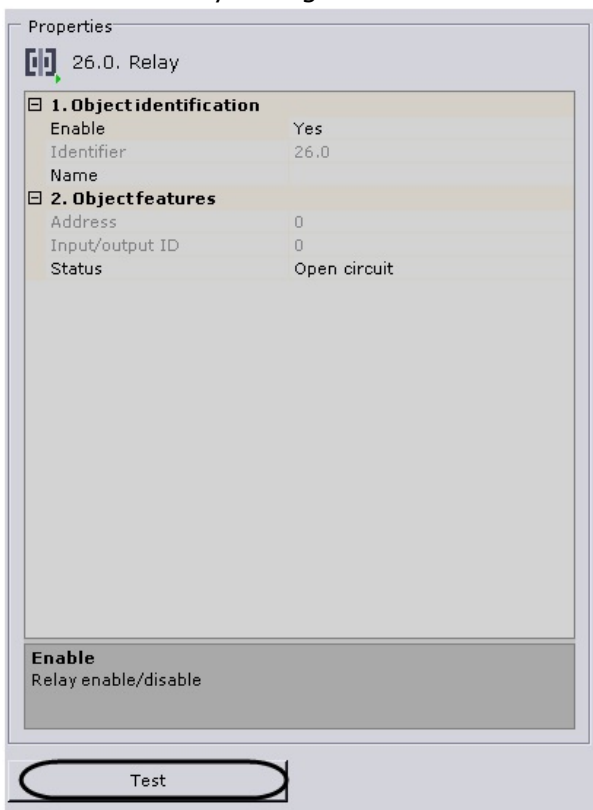 Properties
26.0. Relay
1. Object identification
Enable Yes
Identifier 26.0
Name
2. Object features
Address 0
Input/output ID 0
Status Open circuit
Enable
Relay enable/disable
Test